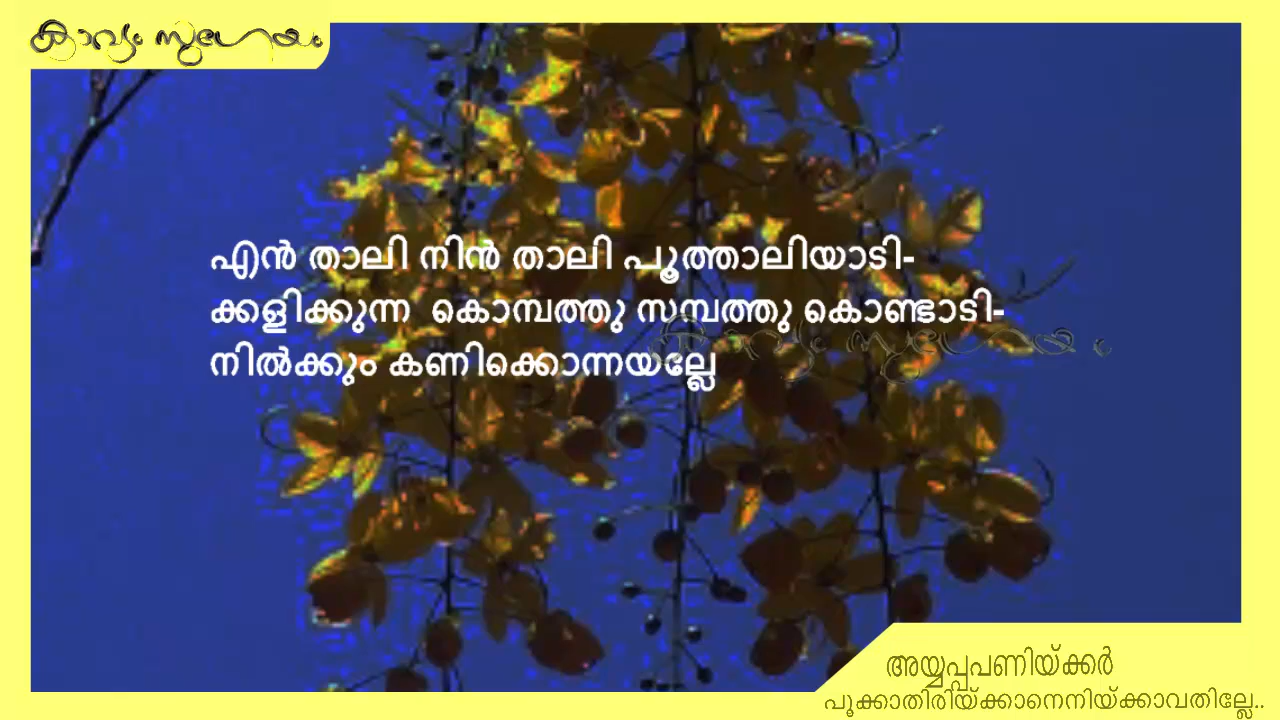 കാവ്യം സുഗേയം
എൻ താലി നിൻ താലി പൂത്താലിയാടി-
ക്കളിക്കുന്ന കൊമ്പത്തു സമ്പത്തു കൊണ്ടാടി-
നിൽക്കും കണിക്കൊന്നയല്ലേ
കാവ്യം സുഗേയം
അയ്യപ്പപണിയ്ക്കർ
പൂക്കാതിരിയ്ക്കാനെനിയ്ക്കാവതില്ലേ..